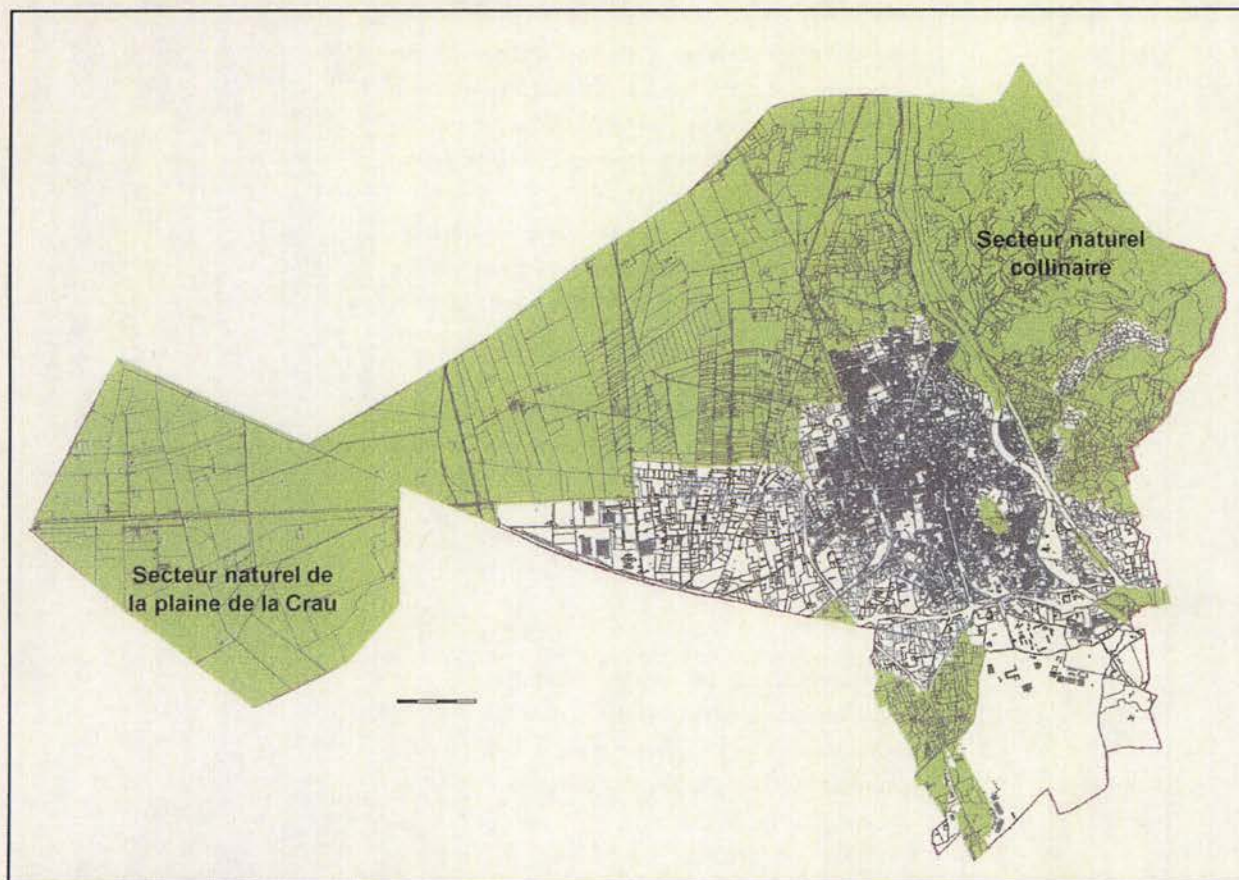 Secteur naturel
collinaire
Secteur naturel de
la plaine de la Crau